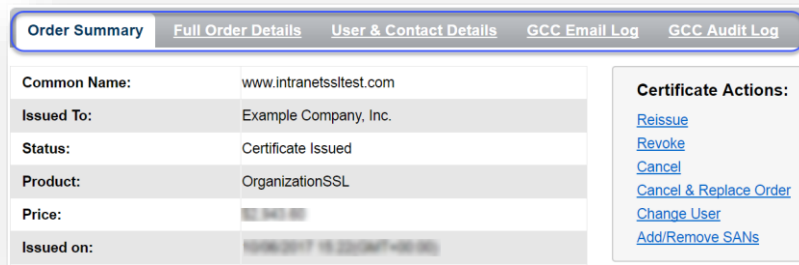 Order Summary Full Order Details User & Contact Details GCC Email Log GCC Audit Log
Common Name: www.intranetssltest.com
Issued To: Example Company, Inc.
Status: Certificate Issued
Product: OrganizationSSL
Price:
Issued on:
Certificate Actions:
Reissue
Revoke
Cancel
Cancel & Replace Order
Change User
Add/Remove SANs